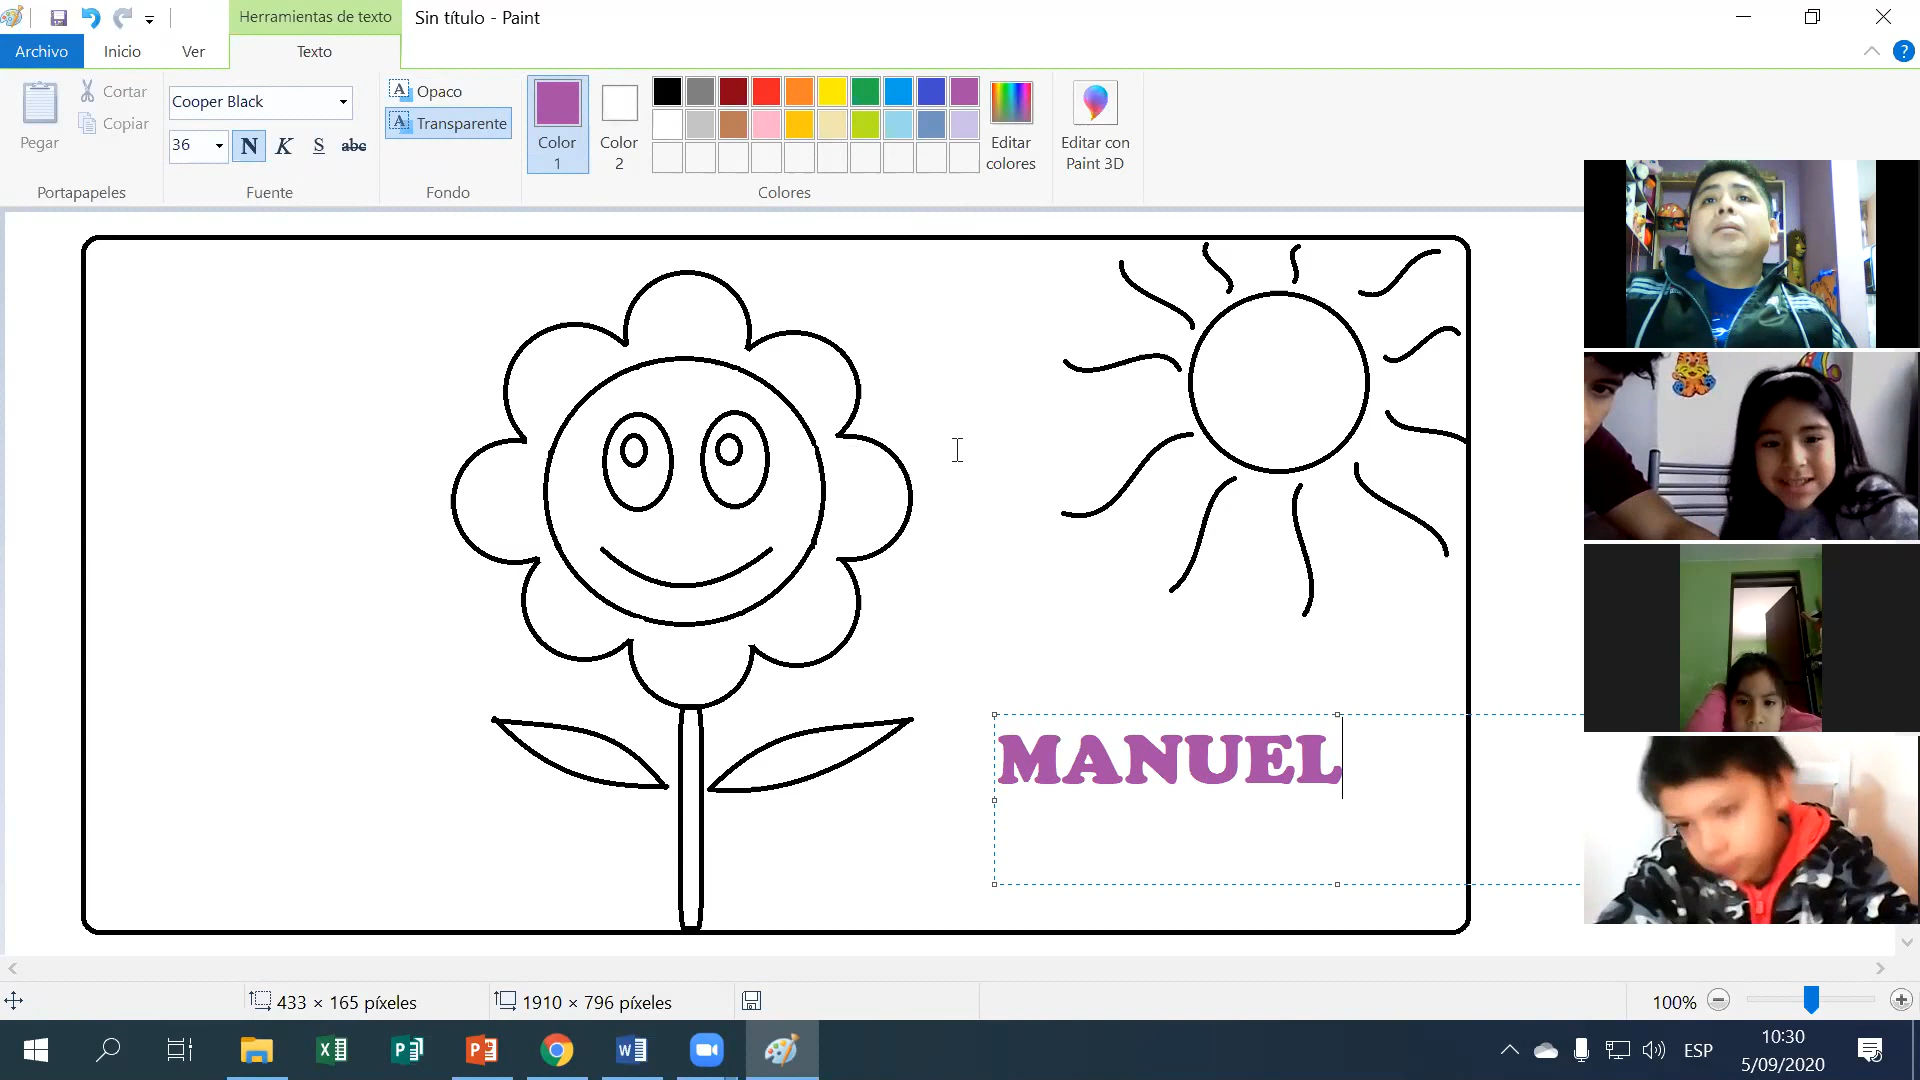 Herramientas de texto
Sin título - Paint
Archivo
Inicio
Ver
Texto
Pegar
Cortar
Copiar
Portapapeles
Cooper Black
36
N K S abc
Fuente
Opaco
Transparente
Fondo
Color
1
Color
2
Editar
colores
Colores
Editar con
Paint 3D
MANUEL
433 × 165 píxeles
1910 × 796 píxeles
100%
ESP
10:30
5/09/2020